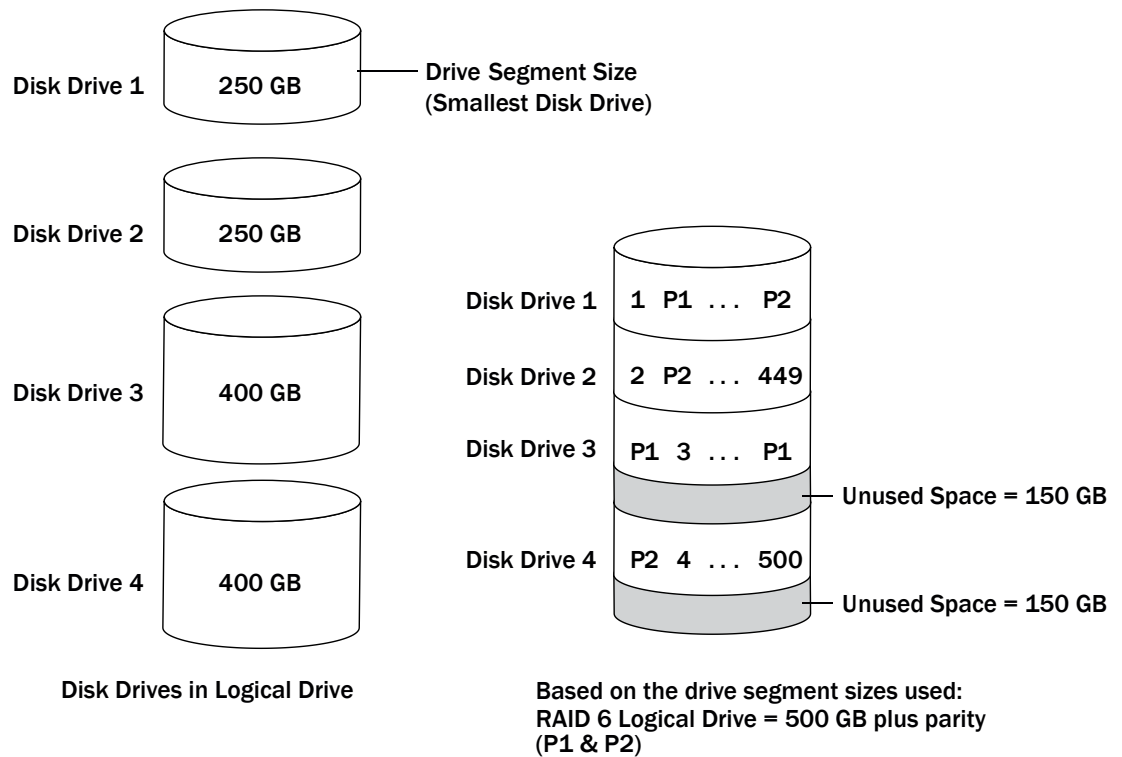 Disk Drive 1
250 GB
Drive Segment Size
(Smallest Disk Drive)
Disk Drive 2
250 GB
Disk Drive 3
400 GB
Disk Drive 4
400 GB
Disk Drives in Logical Drive
Disk Drive 1
1 P1 ... P2
Disk Drive 2
2 P2 ... 449
Disk Drive 3
P1 3 ... P1
Unused Space = 150 GB
Disk Drive 4
P2 4 ... 500
Unused Space = 150 GB
Based on the drive segment sizes used:
RAID 6 Logical Drive = 500 GB plus parity
(P1 & P2)